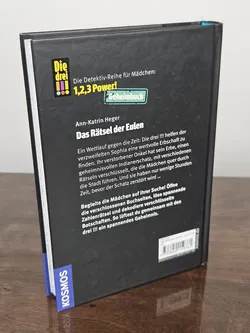 Die
drei
!!!
Die Detektiv-Reihe für Mädchen:
1,2,3 Power!
Ann-Katrin Heger
Das Rätsel der Eulen
Ein Wettlauf gegen die Zeit: Die drei !!! helfen der
verzweifelten Sophia eine wertvolle Erbschaft zu
finden. Ihr verstorbener Onkel hat sein Erbe, einen
geheimnisvollen Indianerschatz, mit verschiedenen
Rätseln verschlüsselt, die die Mädchen quer durch
die Stadt führen. Und sie haben nur wenige Stunden
Zeit, bevor der Schatz zerstört wird ...
Begleite die Mädchen auf ihrer Suche! Öffne
die verschlossenen Buchseiten, löse spannende
Zahlenrätsel und dekodiere verschlüsselte
Botschaften. So lüftest du gemeinsam mit den
drei !!! ein spannendes Geheimnis.
KOSMOS